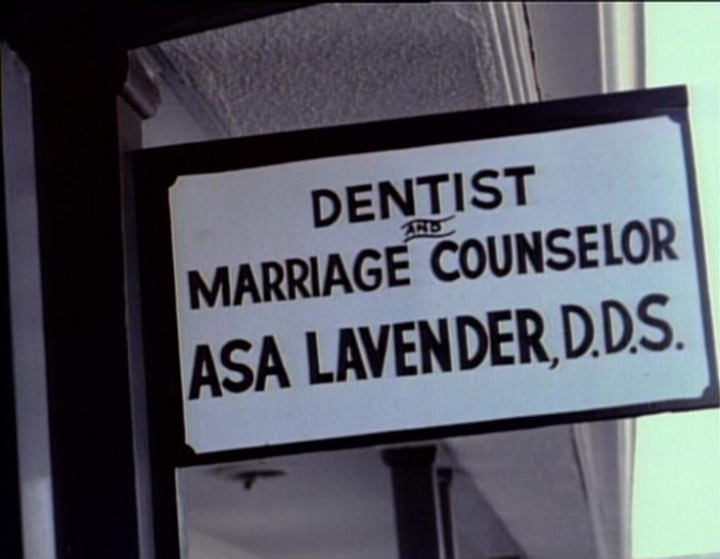 DENTIST
AND
MARRIAGE COUNSELOR
ASA LAVENDER, D.D.S.